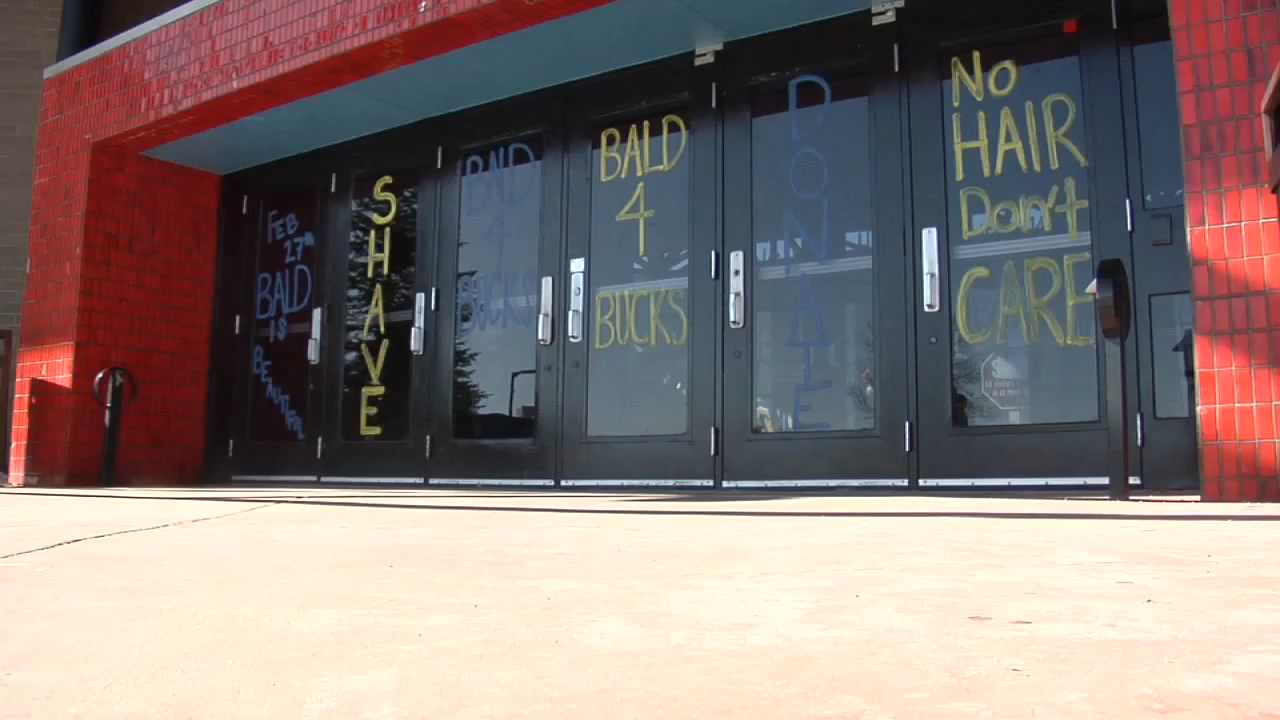 FEB
27th
BALD
IS
BEAUTIFUL
SHAVE
BALD
4
BUCKS
BALD
4
BUCKS
DONATE
No
HAIR
Don't
CARE